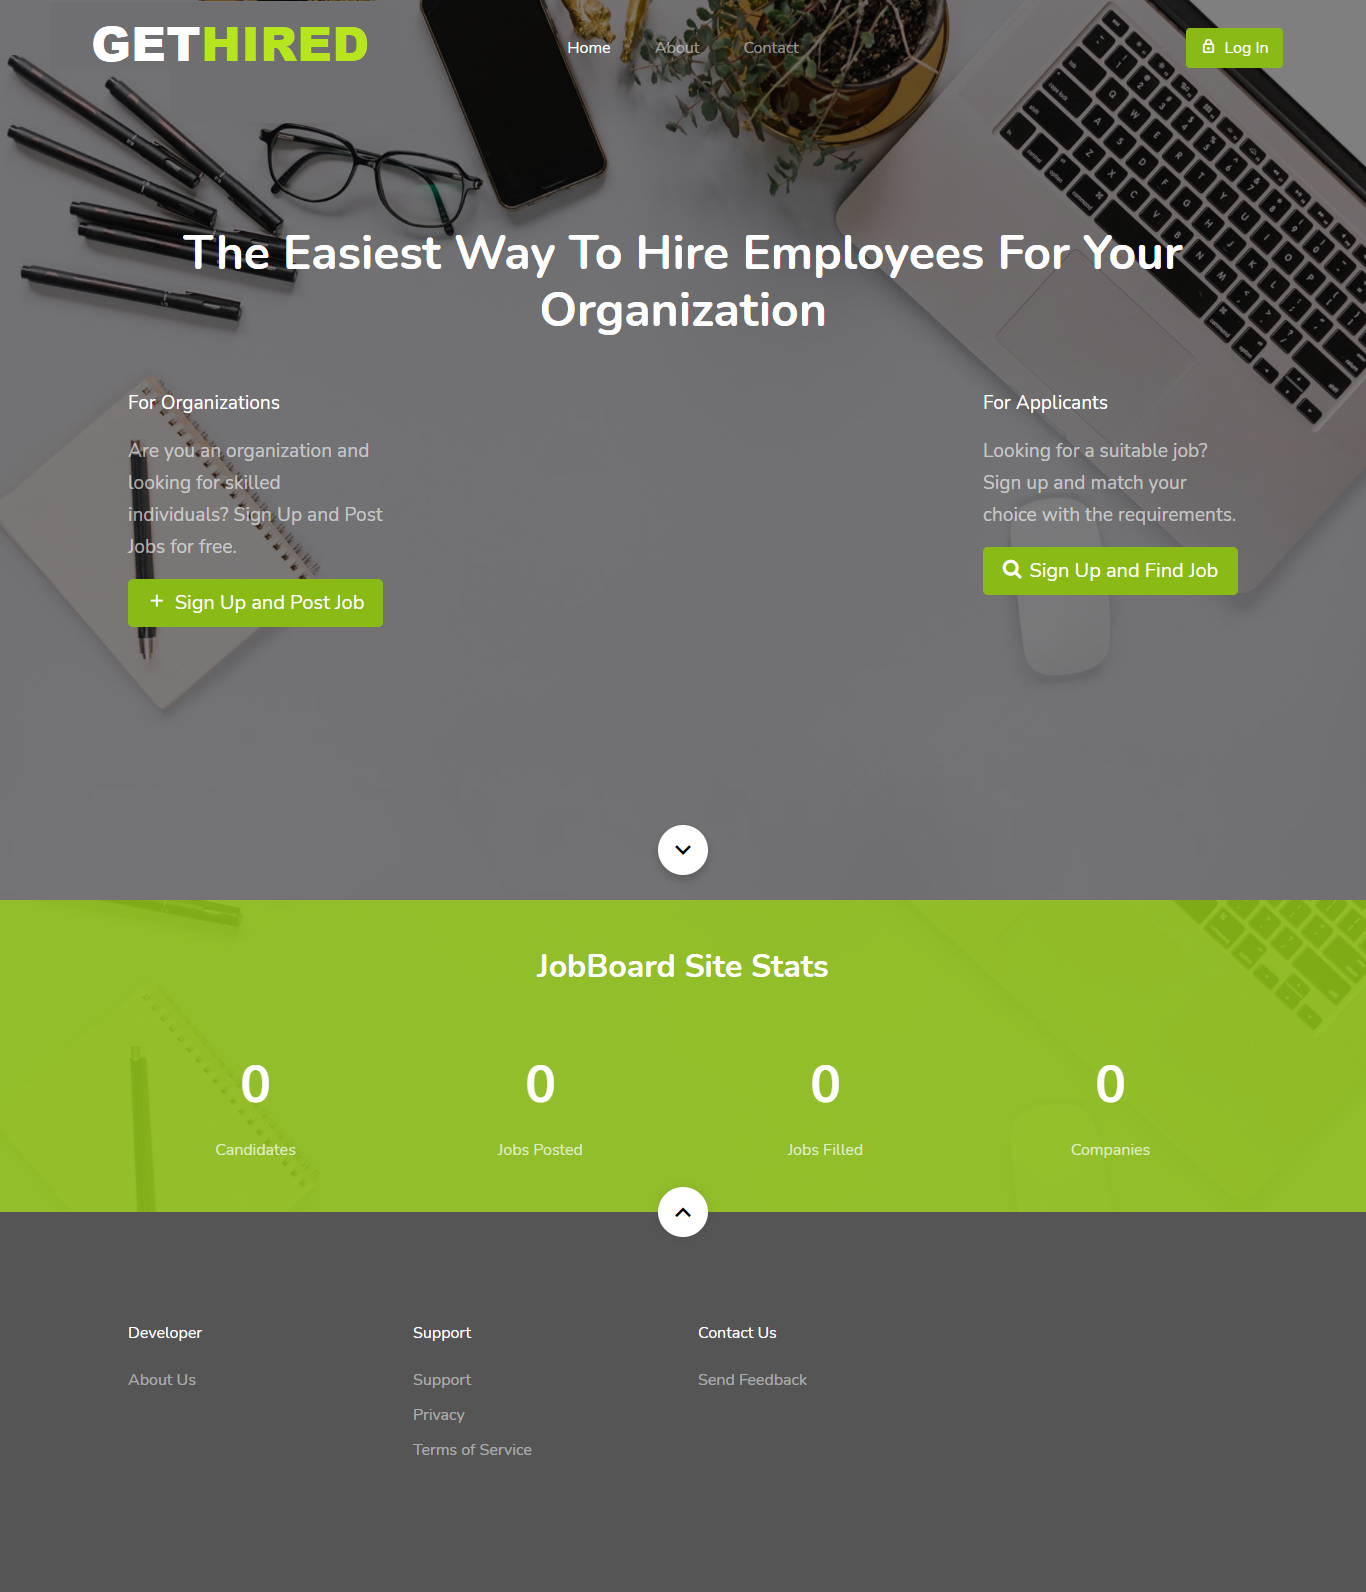 GETHIRED
Home About Contact
Log In
The Easiest Way To Hire Employees For Your
Organization
For Organizations
Are you an organization and
looking for skilled
individuals? Sign Up and Post
Jobs for free.
Sign Up and Post Job
For Applicants
Looking for a suitable job?
Sign up and match your
choice with the requirements.
Sign Up and Find Job
JobBoard Site Stats
0
Candidates
0
Jobs Posted
0
Jobs Filled
0
Companies
Developer
About Us
Support
Support
Privacy
Terms of Service
Contact Us
Send Feedback